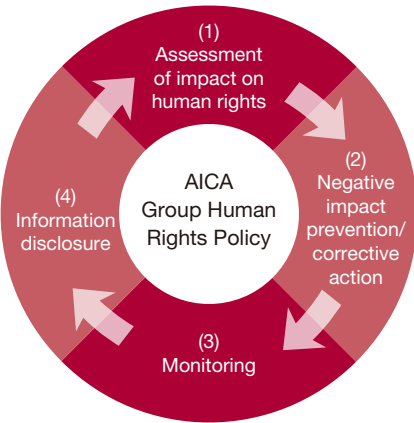 (1)
Assessment
of impact on
human rights
(2)
Negative
impact
prevention/
corrective
action
(3)
Monitoring
(4)
Information
disclosure
AICA
Group Human
Rights Policy